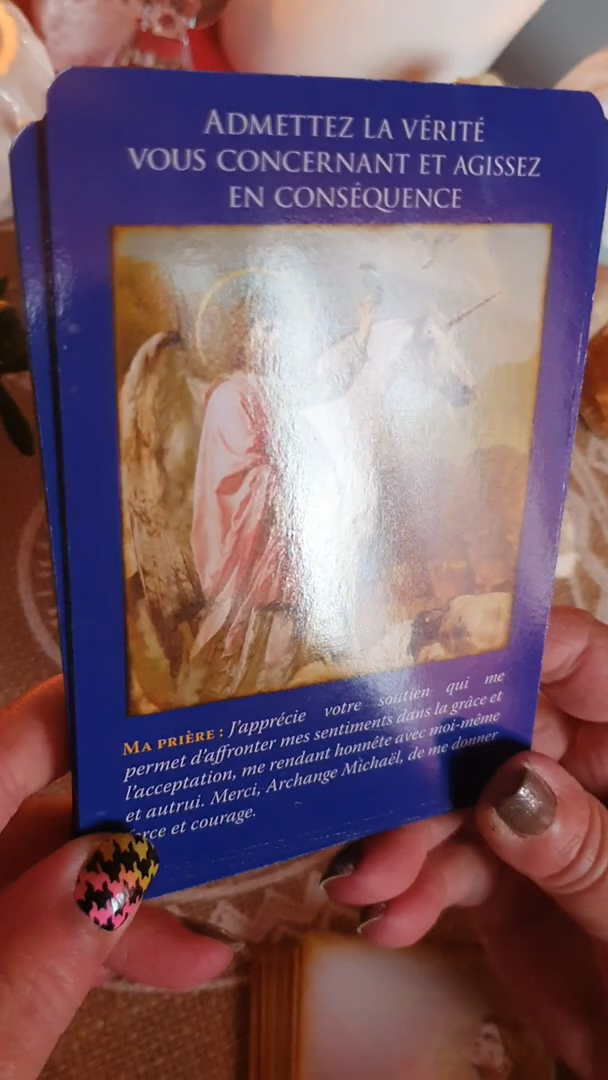 ADMETTEZ LA VÉRITÉ
VOUS CONCERNANT ET AGISSEZ
EN CONSÉQUENCE
MA PRIÈRE : J'apprécie votre soutien qui me
permet d'affronter mes sentiments dans la grâce et
l'acceptation, me rendant honnête avec moi-même
et autrui. Merci, Archange Michaël, de me donner
force et courage.